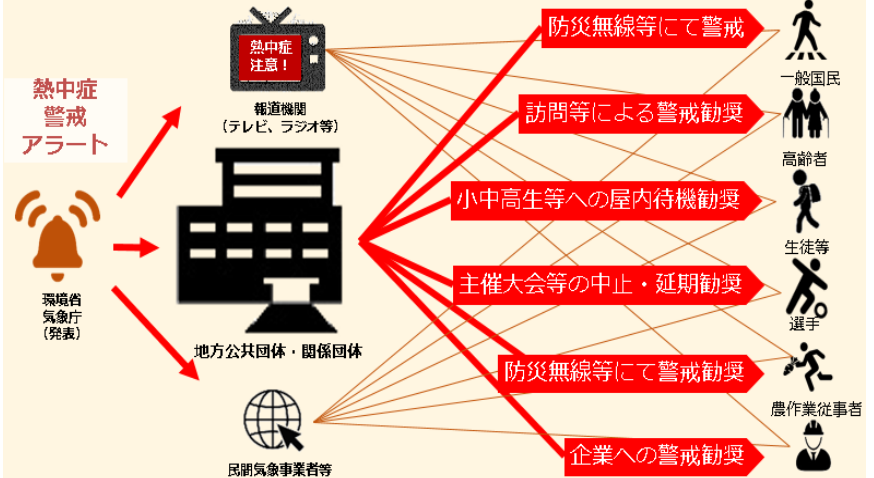 熱中症
警戒
アラート
環境省
気象庁
(発表)
熱中症
注意！
報道機関
(テレビ、ラジオ等)
地方公共団体・関係団体
民間気象事業者等
防災無線等にて警戒
訪問等による警戒勧奨
小中高生等への屋内待機勧奨
主催大会等の中止・延期勧奨
防災無線等にて警戒勧奨
企業への警戒勧奨
一般国民
高齢者
生徒等
選手
農作業従事者